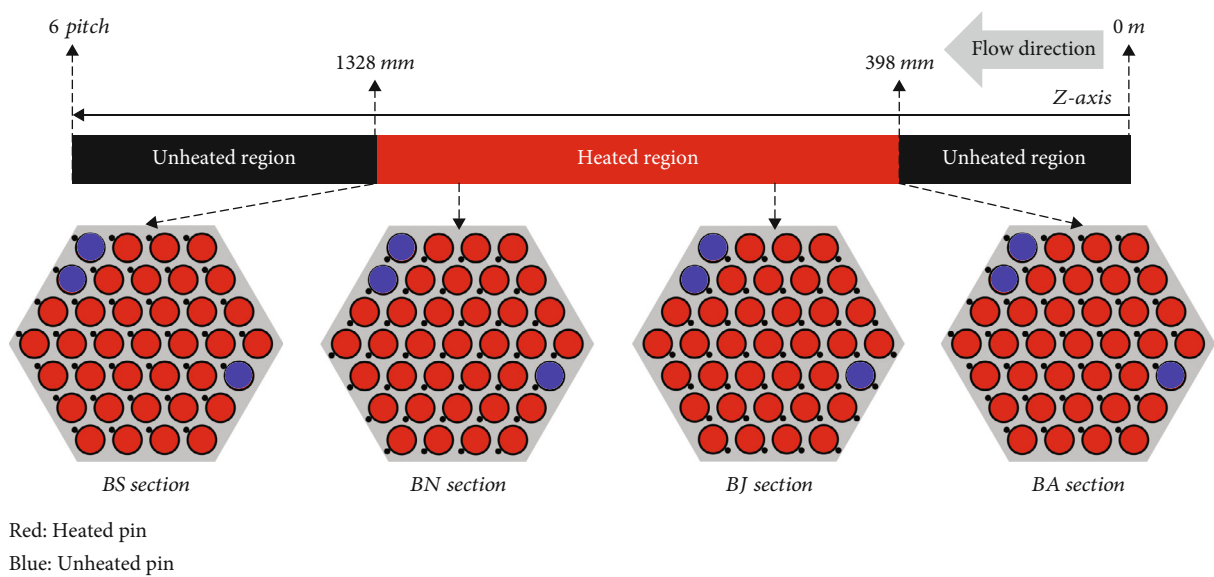 6 pitch
0 m
Flow direction
1328 mm
398 mm
Z-axis
Unheated region
Heated region
Unheated region
BS section
BN section
BJ section
BA section
Red: Heated pin
Blue: Unheated pin